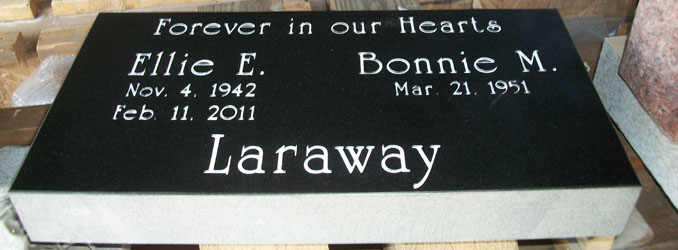 Forever in our Hearts
Ellie E. Bonnie M.
Nov. 4. 1942 Mar. 21. 1951
Feb. 11. 2011
Laraway